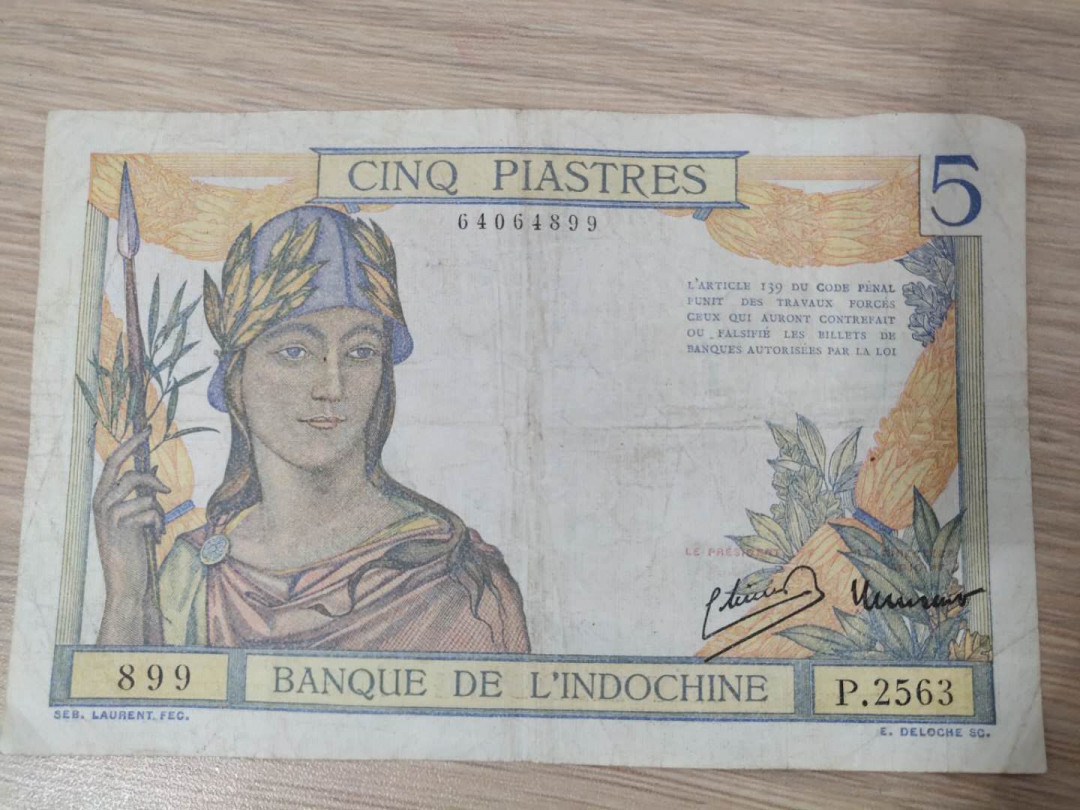 CINQ PIASTRES
5
64064899
L'ARTICLE 139 DU CODE PÉNAL
PUNIT DES TRAVAUX FORCÉS
CEUX QUI AURONT CONTREFAIT
OU FALSIFIÉ LES BILLETS DE
BANQUES AUTORISÉES PAR LA LOI
LE PRÉSIDENT
899
BANQUE DE L'INDOCHINE
P.2563
SEB. LAURENT. FEC.
E. DELOCHE SC.